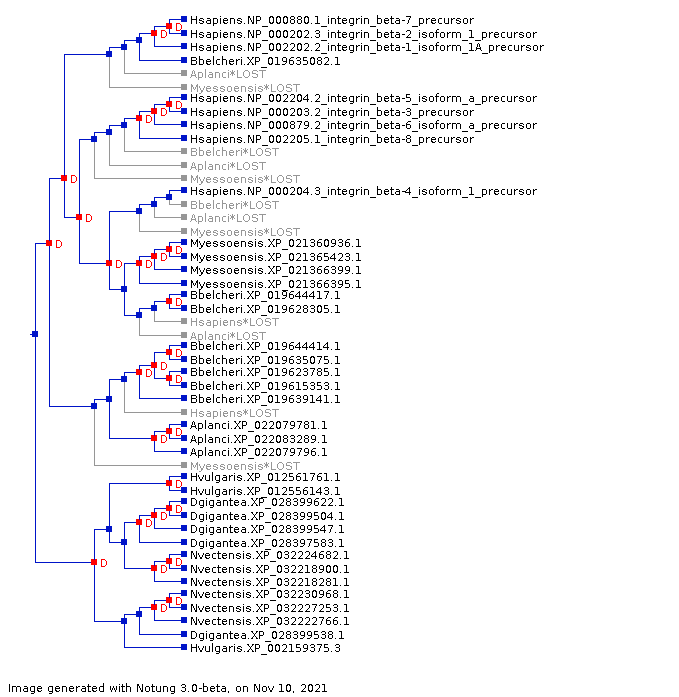 D D Hsapiens.NP_000880.1_integrin_beta-7_precursor
Hsapiens.NP_000202.3_integrin_beta-2_isoform_1_precursor
Hsapiens.NP_002202.2_integrin_beta-1_isoform_1A_precursor
Bbelcheri.XP_019635082.1
Aplanci*LOST
Myessoensis*LOST
D D D D Hsapiens.NP_002204.2_integrin_beta-5_isoform_a_precursor
Hsapiens.NP_000203.2_integrin_beta-3_precursor
Hsapiens.NP_000879.2_integrin_beta-6_isoform_a_precursor
Hsapiens.NP_002205.1_integrin_beta-8_precursor
Bbelcheri*LOST
Aplanci*LOST
Myessoensis*LOST
Hsapiens.NP_000204.3_integrin_beta-4_isoform_1_precursor
Bbelcheri*LOST
Aplanci*LOST
D Myessoensis*LOST
D D D D D Myessoensis.XP_021360936.1
Myessoensis.XP_021365423.1
Myessoensis.XP_021366399.1
Myessoensis.XP_021366395.1
D Bbelcheri.XP_019644417.1
Bbelcheri.XP_019628305.1
Hsapiens*LOST
Aplanci*LOST
D D D D Bbelcheri.XP_019644414.1
Bbelcheri.XP_019635075.1
Bbelcheri.XP_019623785.1
Bbelcheri.XP_019615353.1
Bbelcheri.XP_019639141.1
Hsapiens*LOST
D D Aplanci.XP_022079781.1
Aplanci.XP_022083289.1
Aplanci.XP_022079796.1
Myessoensis*LOST
D Hvulgaris.XP_012561761.1
Hvulgaris.XP_012556143.1
D D D Dgigantea.XP_028399622.1
Dgigantea.XP_028399504.1
Dgigantea.XP_028399547.1
Dgigantea.XP_028397583.1
D D D Nvectensis.XP_032224682.1
Nvectensis.XP_032218900.1
Nvectensis.XP_032218281.1
D D Nvectensis.XP_032230968.1
Nvectensis.XP_032227253.1
Nvectensis.XP_032222766.1
Dgigantea.XP_028399538.1
Hvulgaris.XP_002159375.3
Image generated with Notung 3.0-beta, on Nov 10, 2021